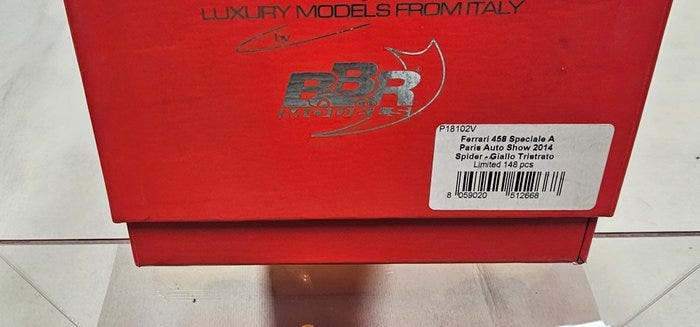 LUXURY MODELS FROM ITALY
BBR
MODELS
P18102V
Ferrari 458 Speciale A
Paris Auto Show 2014
Spider - Giallo Tristrato
Limited 148 pcs
8 059020 512668